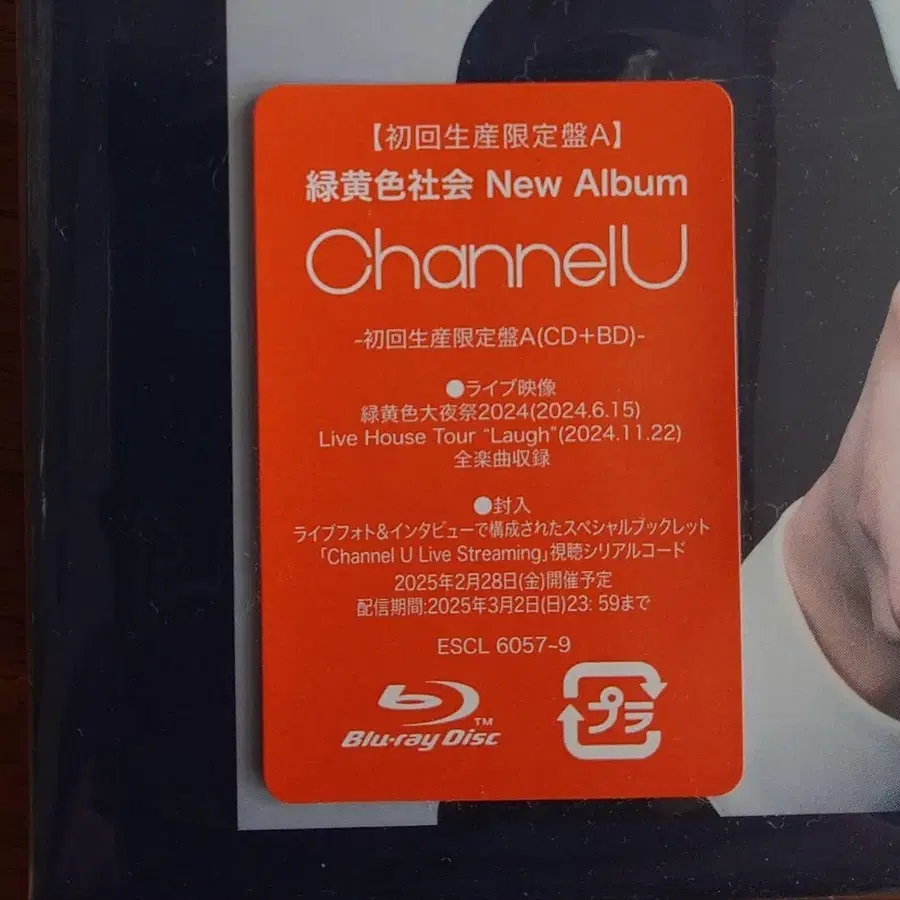 【初回生産限定盤A】
緑黄色社会 New Album
ChannelU
-初回生産限定盤A(CD+BD)-
●ライブ映像
緑黄色大夜祭2024(2024.6.15)
Live House Tour “Laugh”(2024.11.22)
全楽曲収録
●封入
ライブフォト&インタビューで構成されたスペシャルブックレット
「Channel U Live Streaming」視聴シリアルコード
2025年2月28日(金)開催予定
配信期間:2025年3月2日(日)23: 59まで
ESCL 6057~9
Blu-ray Disc™
プラ